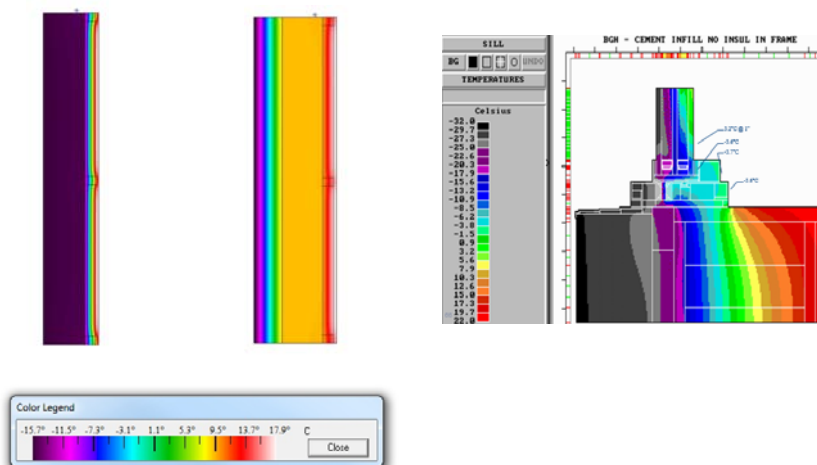 SILL
BG
UNDO
TEMPERATURES
Celsius
-32.0
-29.7
-27.3
-25.0
-22.6
-20.3
-17.9
-15.6
-13.2
-10.9
-8.5
-6.2
-3.8
-1.5
0.9
3.2
5.6
7.9
10.3
12.6
15.0
17.3
19.7
22.0
BGH - CEMENT INFILL NO INSUL IN FRAME
Color Legend
-15.7° -11.5° -7.3° -3.1° 1.1° 5.3° 9.5° 13.7° 17.9° C
Close